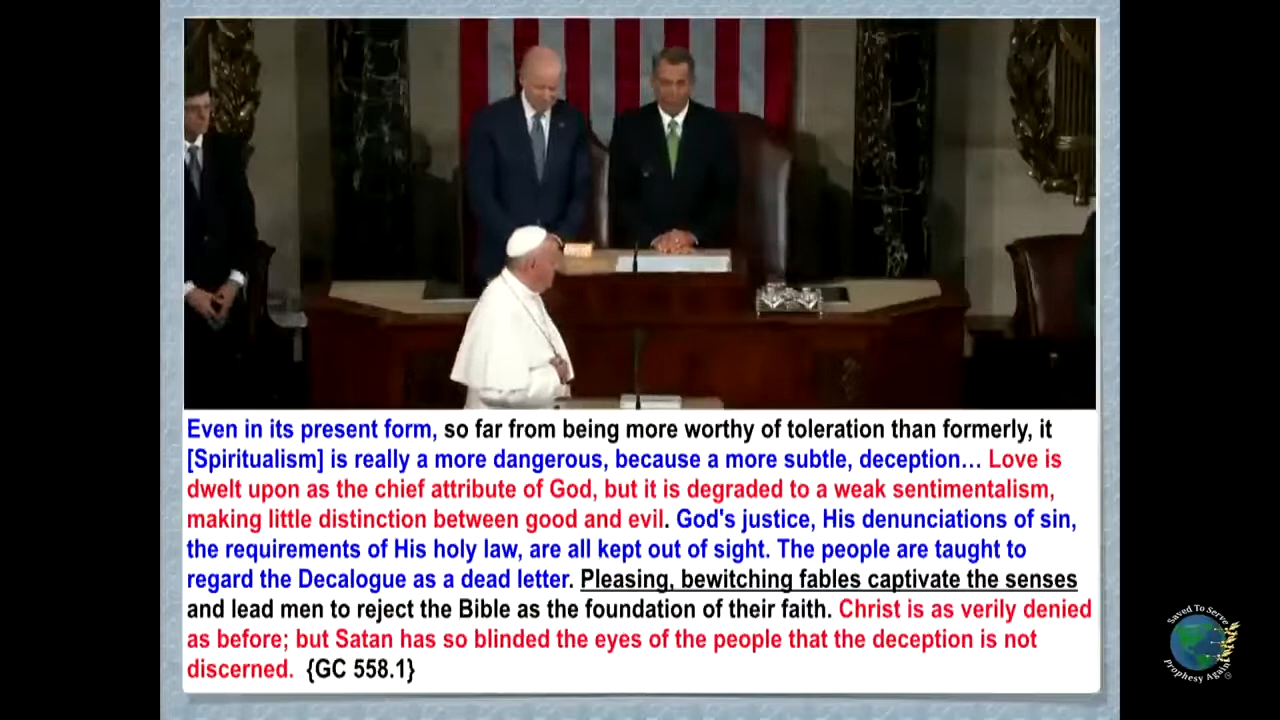 Even in its present form, so far from being more worthy of toleration than formerly, it
[Spiritualism] is really a more dangerous, because a more subtle, deception… Love is
dwelt upon as the chief attribute of God, but it is degraded to a weak sentimentalism,
making little distinction between good and evil. God's justice, His denunciations of sin,
the requirements of His holy law, are all kept out of sight. The people are taught to
regard the Decalogue as a dead letter. Pleasing, bewitching fables captivate the senses
and lead men to reject the Bible as the foundation of their faith. Christ is as verily denied
as before; but Satan has so blinded the eyes of the people that the deception is not
discerned. {GC 558.1}
Saved To Serve
Prophesy Again